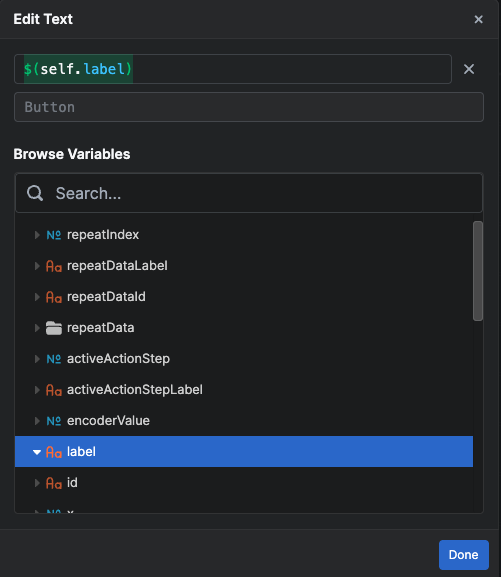 Edit Text
$(self.label)
Button
Browse Variables
Search...
Nº repeatIndex
Aa repeatDataLabel
Aa repeatDataId
repeatData
Nº activeActionStep
Aa activeActionStepLabel
Nº encoderValue
Aa label
Aa id
Done